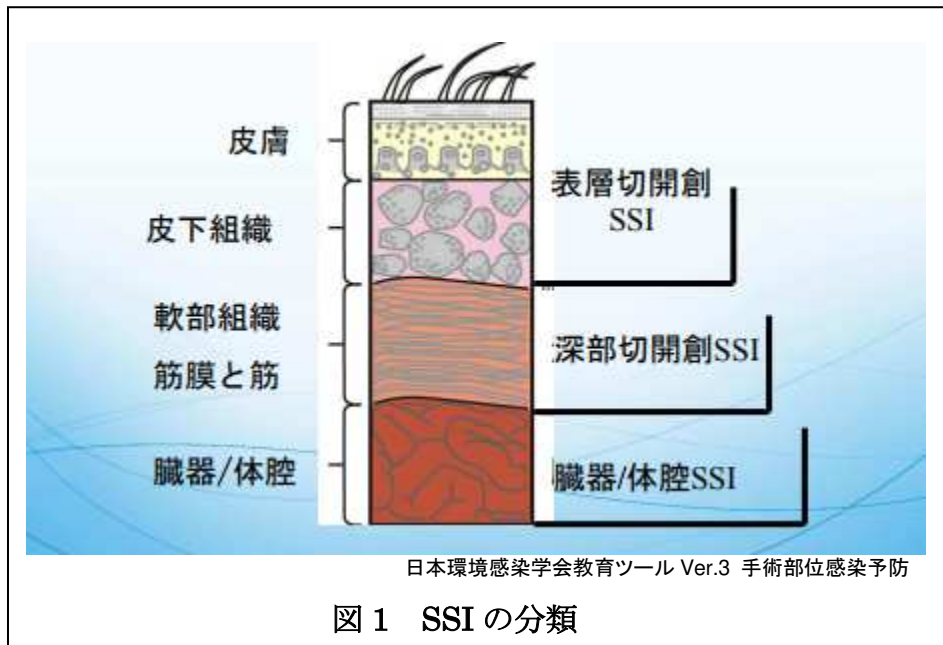 皮膚
皮下組織
軟部組織
筋膜と筋
臓器/体腔
表層切開創
SSI
深部切開創SSI
臓器/体腔SSI
日本環境感染学会教育ツール Ver.3 手術部位感染予防
図1 SSIの分類